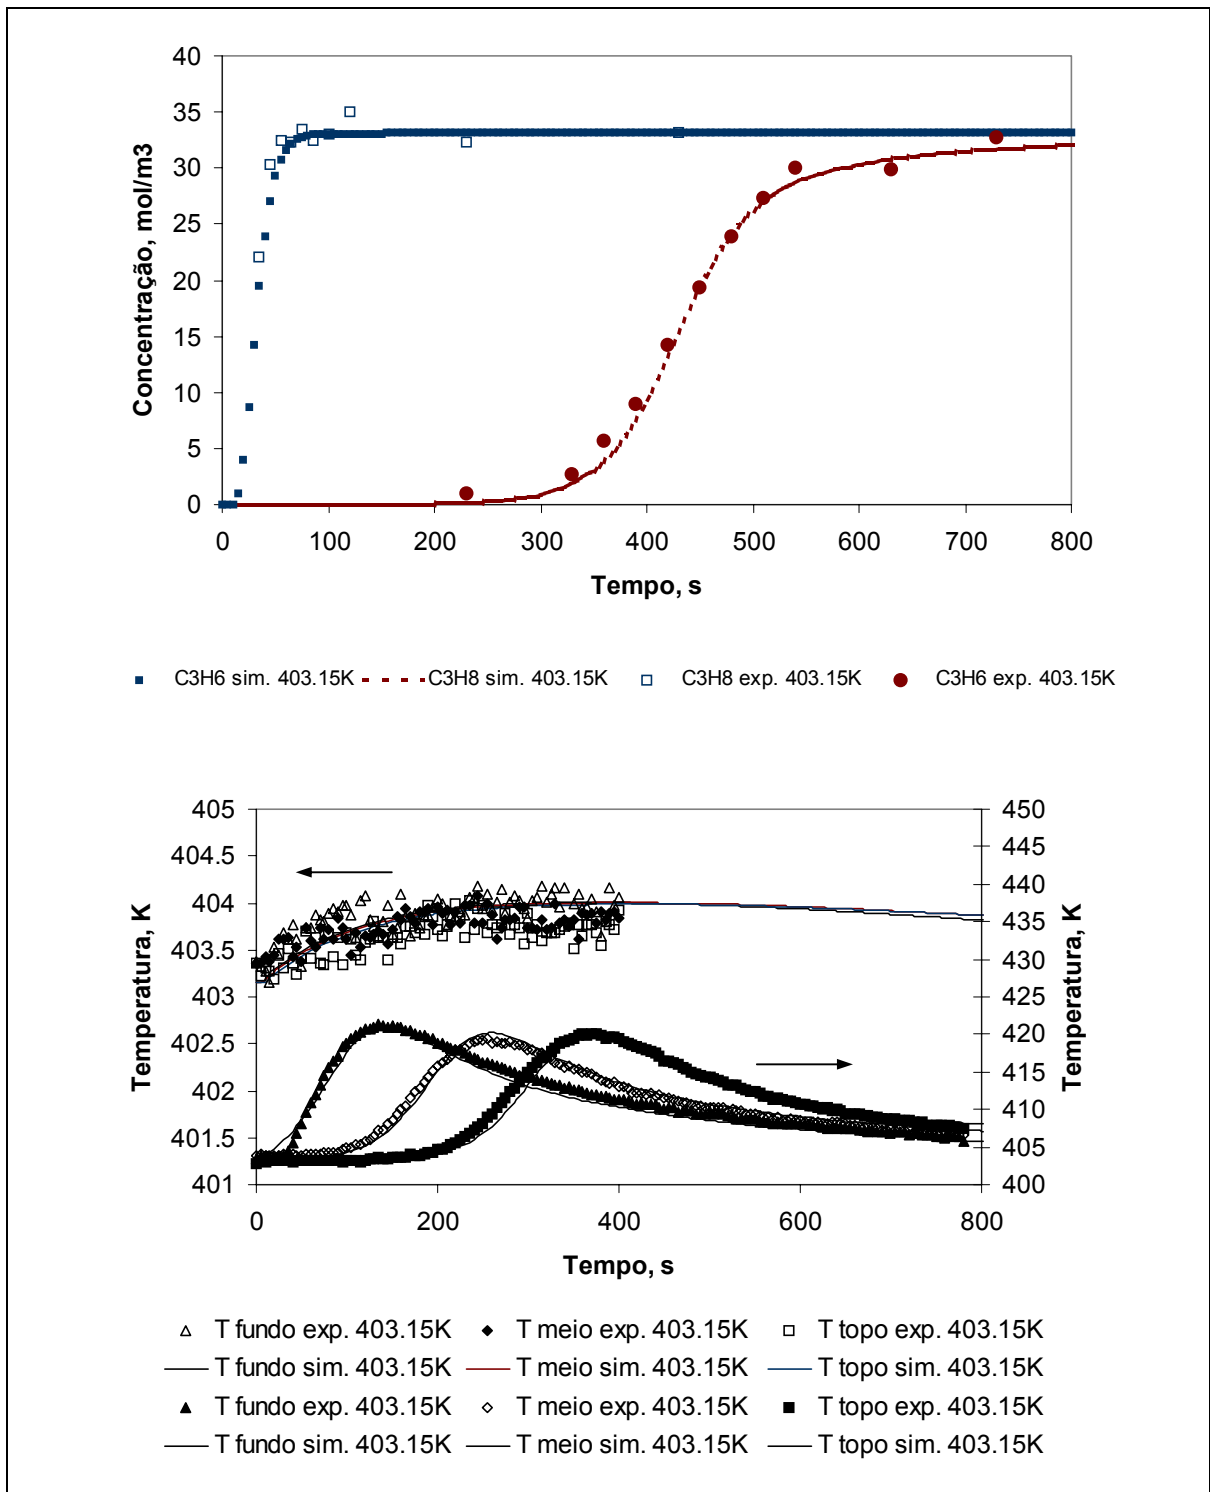 40
35
30
25
20
15
10
5
0
Concentração, mol/m3
0 100 200 300 400 500 600 700 800
Tempo, s
C3H6 sim. 403.15K C3H8 sim. 403.15K C3H8 exp. 403.15K C3H6 exp. 403.15K
405
404.5
404
403.5
403
402.5
402
401.5
401
Temperatura, K
450
445
440
435
430
425
420
415
410
405
400
Temperatura, K
0 200 400 600 800
Tempo, s
T fundo exp. 403.15K T meio exp. 403.15K T topo exp. 403.15K
T fundo sim. 403.15K T meio sim. 403.15K T topo sim. 403.15K
T fundo exp. 403.15K T meio exp. 403.15K T topo exp. 403.15K
T fundo sim. 403.15K T meio sim. 403.15K T topo sim. 403.15K